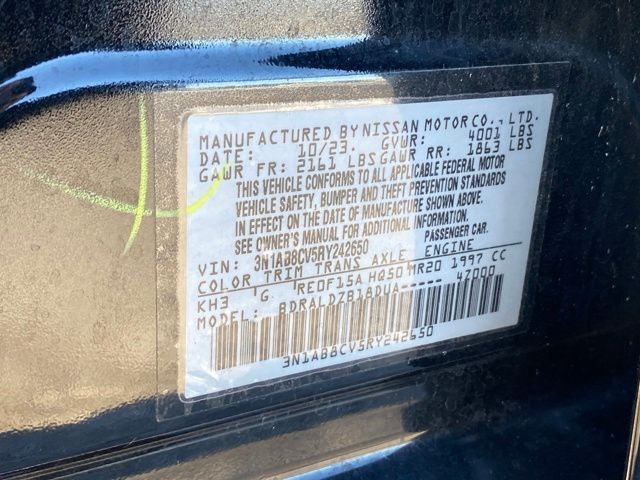 MANUFACTURED BY NISSAN MOTOR CO., LTD.
DATE: 10/23. GVWR: 4001 LBS
GAWR FR: 2161 LBS GAWR RR: 1863 LBS
THIS VEHICLE CONFORMS TO ALL APPLICABLE FEDERAL MOTOR
VEHICLE SAFETY, BUMPER AND THEFT PREVENTION STANDARDS
IN EFFECT ON THE DATE OF MANUFACTURE SHOWN ABOVE.
SEE OWNER'S MANUAL FOR ADDITIONAL INFORMATION.
VIN: 3N1AB8CV5RY242650 PASSENGER CAR.
COLOR TRIM TRANS AXLE ENGINE
KH3 G RE0F15A HQ50 MR20 1997 CC
MODEL: BDRALDZB18DUA----- 47000
3N1AB8CV5RY242650